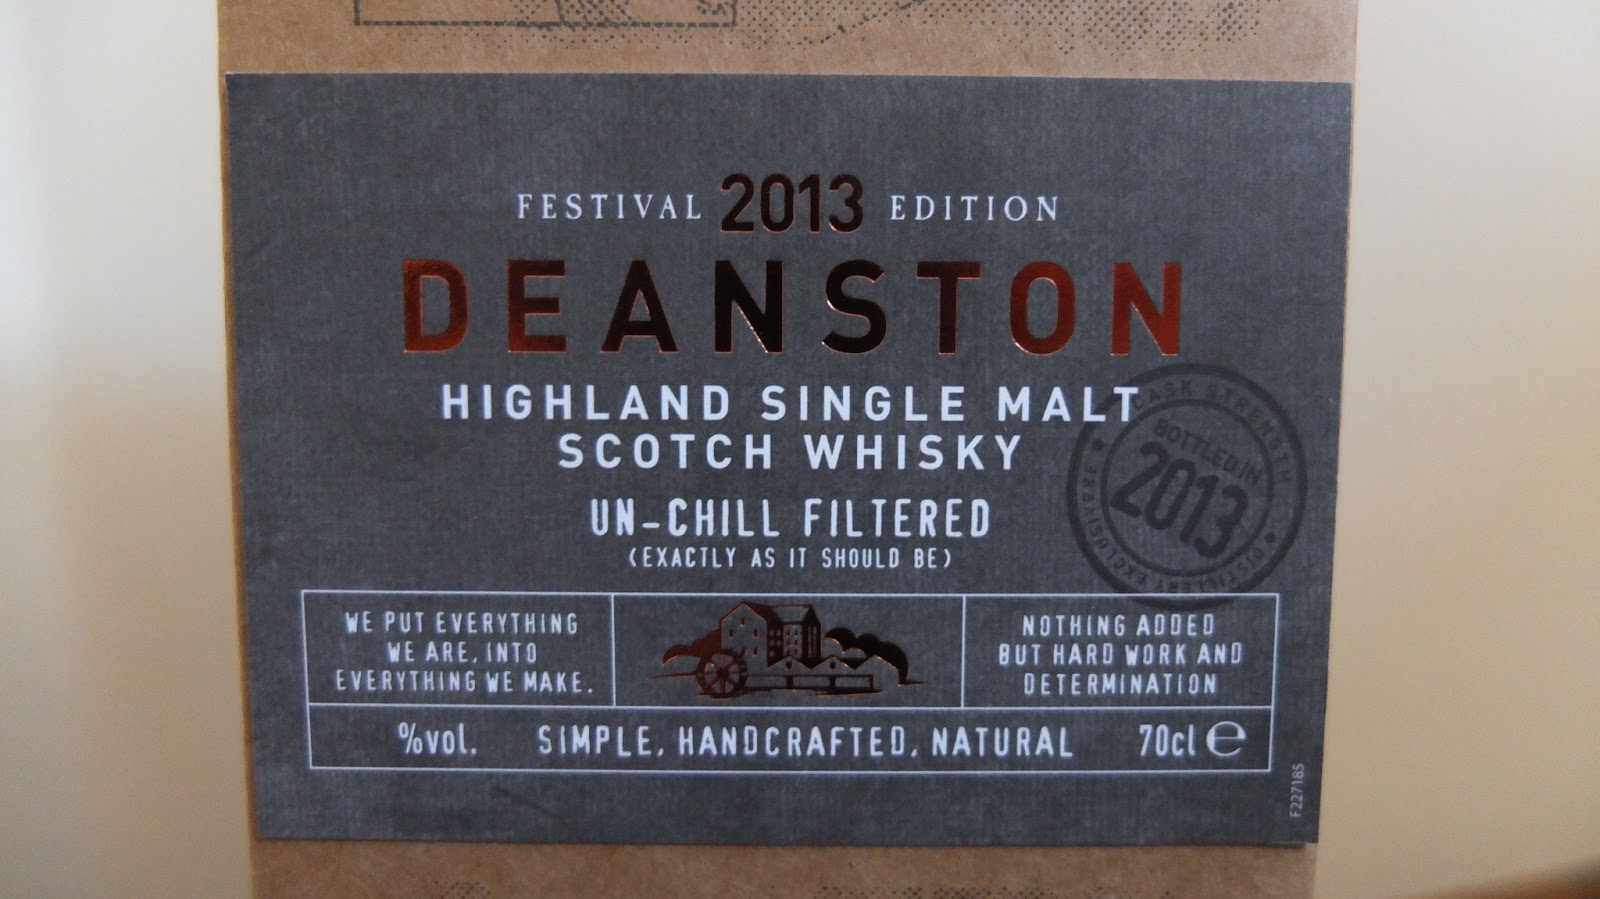 FESTIVAL 2013 EDITION
DEANSTON
HIGHLAND SINGLE MALT
SCOTCH WHISKY
UN-CHILL FILTERED
(EXACTLY AS IT SHOULD BE)
CASK STRENGTH
BOTTLED IN
2013
DISTILLERY EXCLUSIVARE
WE PUT EVERYTHING
WE ARE, INTO
EVERYTHING WE MAKE.
NOTHING ADDED
BUT HARD WORK AND
DETERMINATION
%vol. SIMPLE, HANDCRAFTED, NATURAL 70cl e
F227185